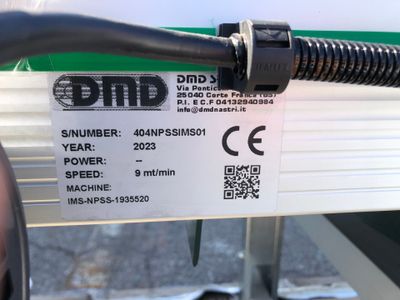 DMD
DMD S
Via Pontic
25040 Corte Franca (BS)
P.I E C.F 04132940984
info@dmdnastri.it
S/NUMBER: 404NPSSIMS01
YEAR: 2023
POWER: --
SPEED: 9 mt/min
MACHINE:
IMS-NPSS-1935520
CE